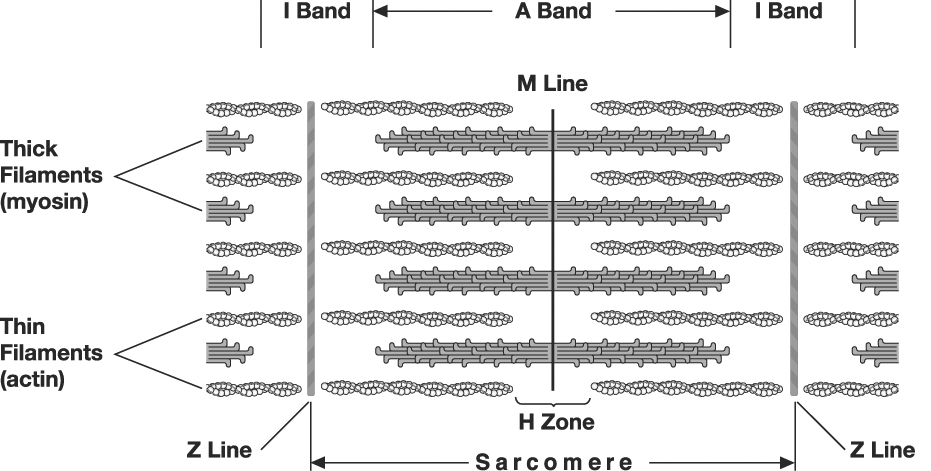 I Band
A Band
I Band
M Line
Thick
Filaments
(myosin)
Thin
Filaments
(actin)
H Zone
Z Line
Z Line
Sarcomere